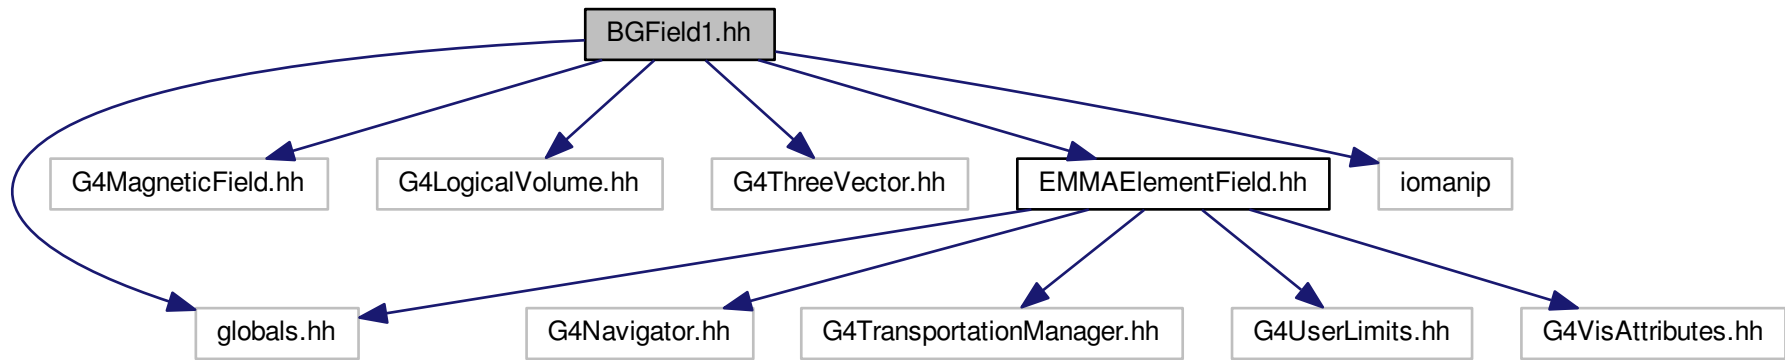 BGField1.hh
G4MagneticField.hh
G4LogicalVolume.hh
G4ThreeVector.hh
EMMAElementField.hh
iomanip
globals.hh
G4Navigator.hh
G4TransportationManager.hh
G4UserLimits.hh
G4VisAttributes.hh